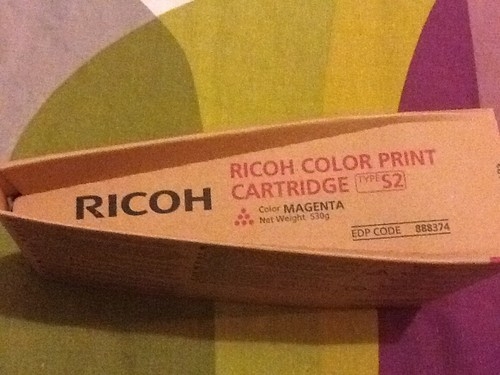 RICOH
RICOH COLOR PRINT
CARTRIDGE TYPE S2
Color MAGENTA
Net Weight 530g
EDP CODE 888374